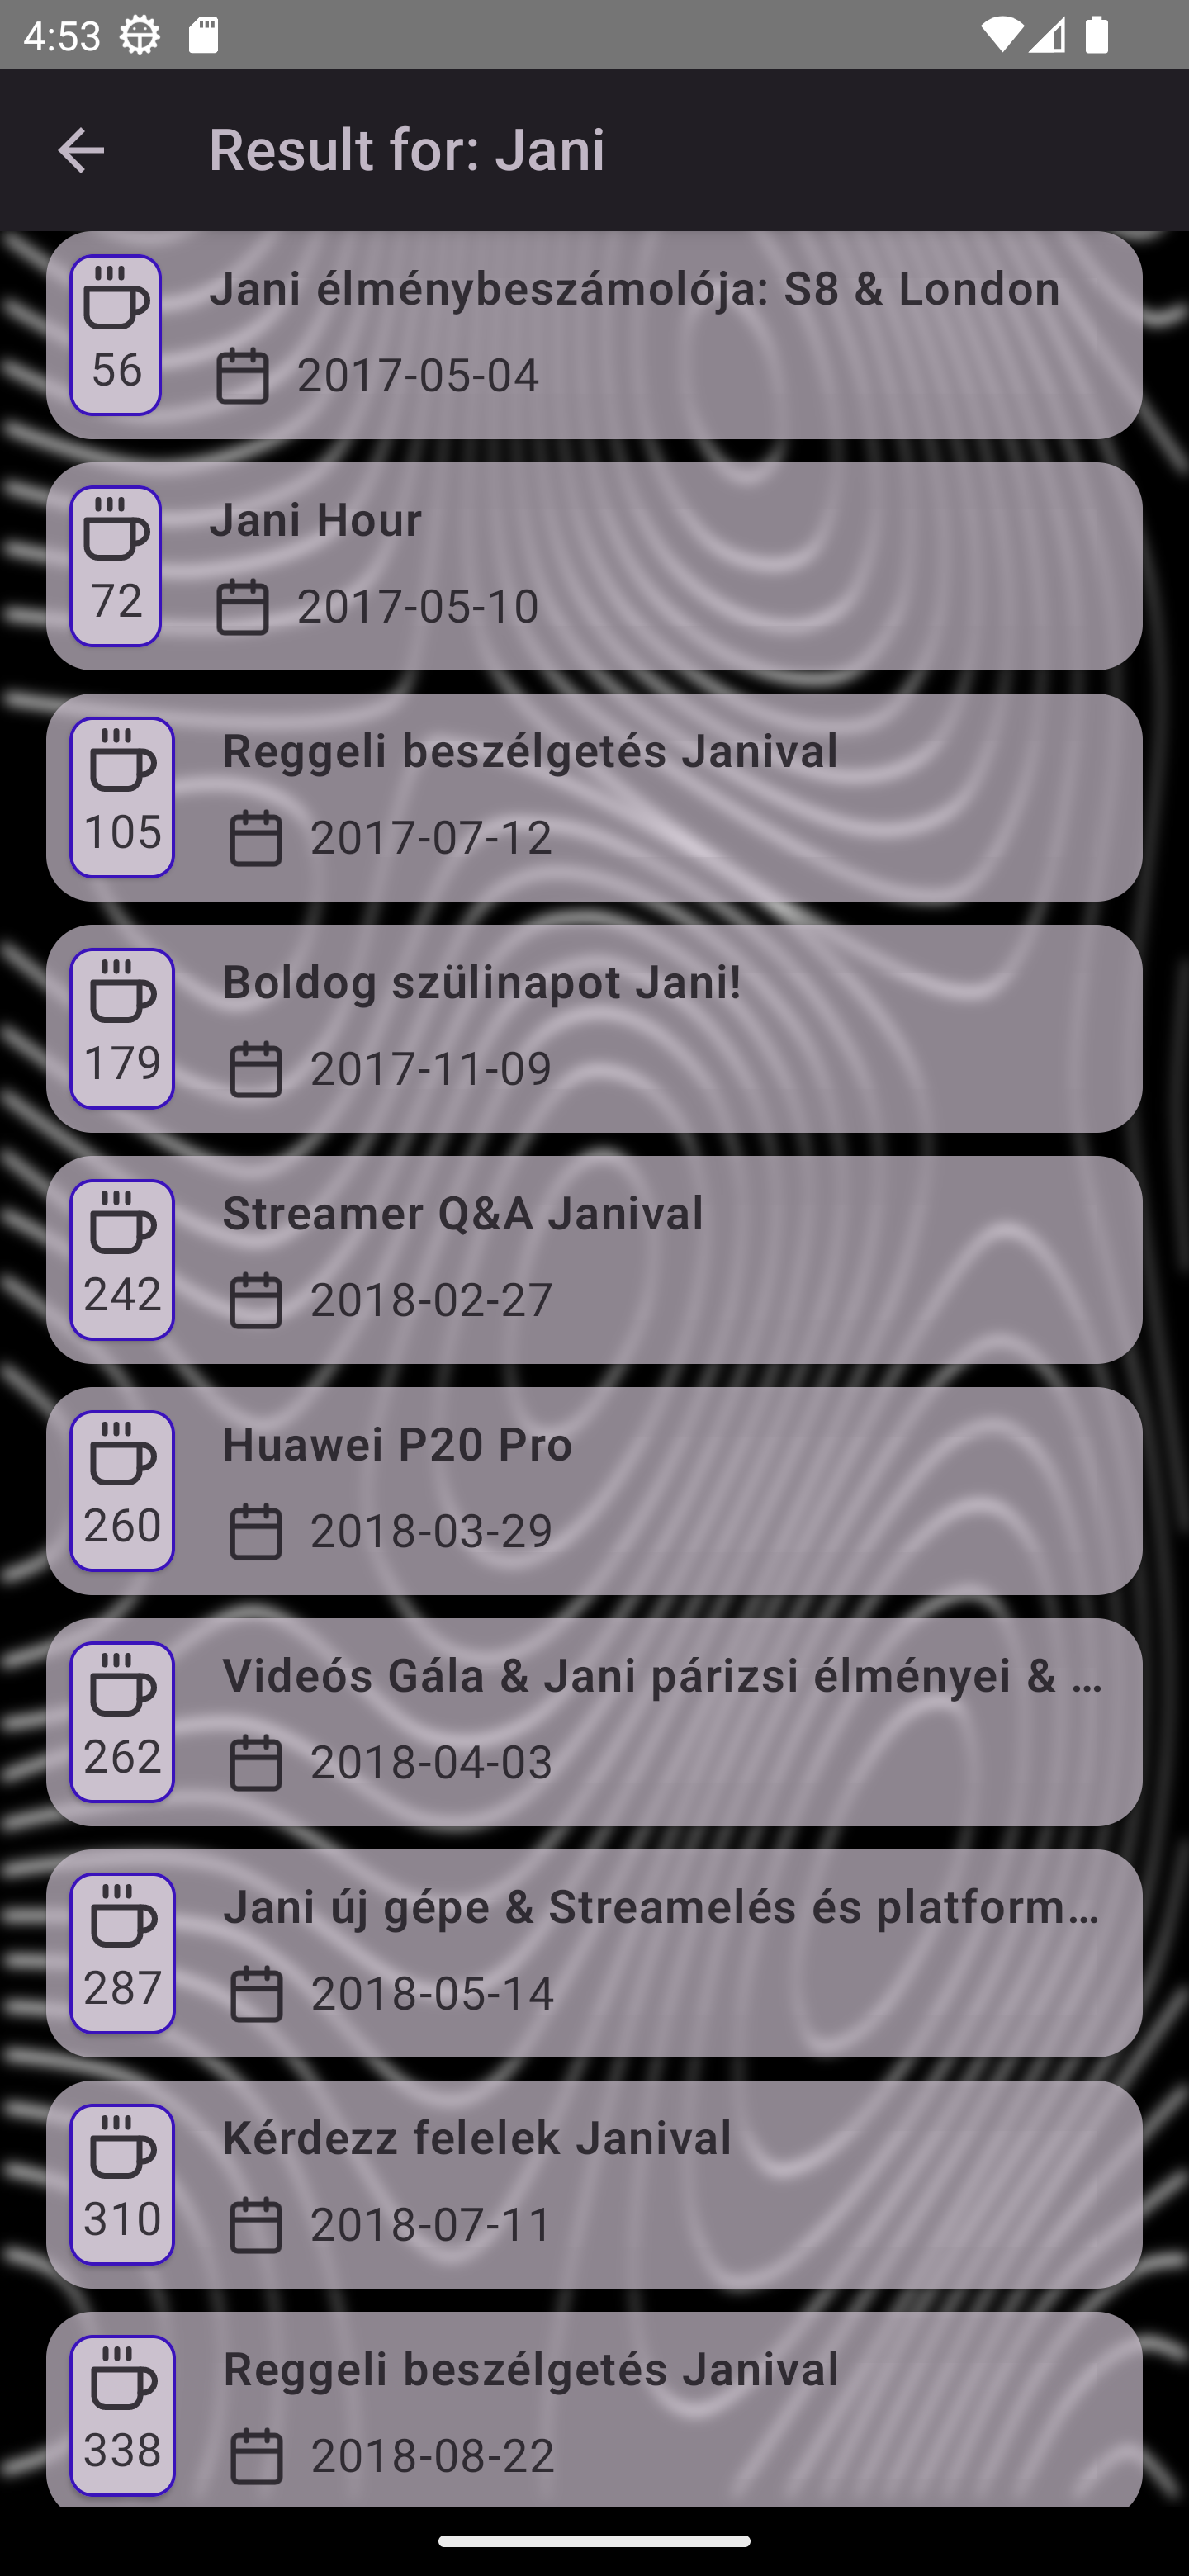 4:53
Result for: Jani
Jani élménybeszámolója: S8 & London
56
2017-05-04
Jani Hour
72
2017-05-10
Reggeli beszélgetés Janival
105
2017-07-12
Boldog szülinapot Jani!
179
2017-11-09
Streamer Q&A Janival
242
2018-02-27
Huawei P20 Pro
260
2018-03-29
Videós Gála & Jani párizsi élményei & ...
262
2018-04-03
Jani új gépe & Streamelés és platform...
287
2018-05-14
Kérdezz felelek Janival
310
2018-07-11
Reggeli beszélgetés Janival
338
2018-08-22